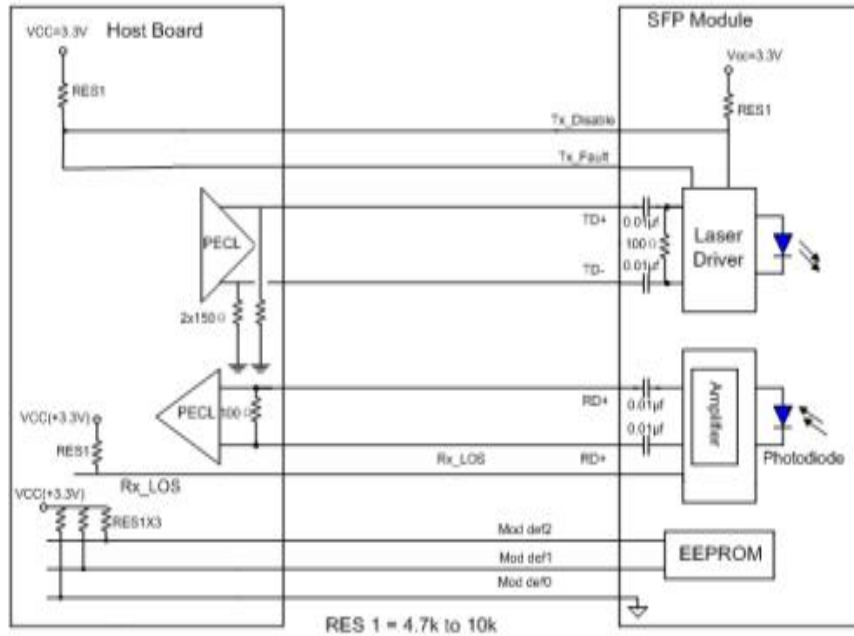 Host Board
SFP Module
VCC=3.3V
Vcc=3.3V
RES1
RES1
Tx_Disable
Tx_Fault
PECL
TD+
0.01µf
100Ω
Laser
Driver
TD-
0.01µf
2x150Ω
PECL
100Ω
RD+
0.01µf
Amplifier
VCC(+3.3V)
0.01µf
RES1
Rx_LOS
RD+
Photodiode
Rx_LOS
VCC(+3.3V)
RES1X3
Mod def2
EEPROM
Mod def1
Mod def0
RES 1 = 4.7k to 10k